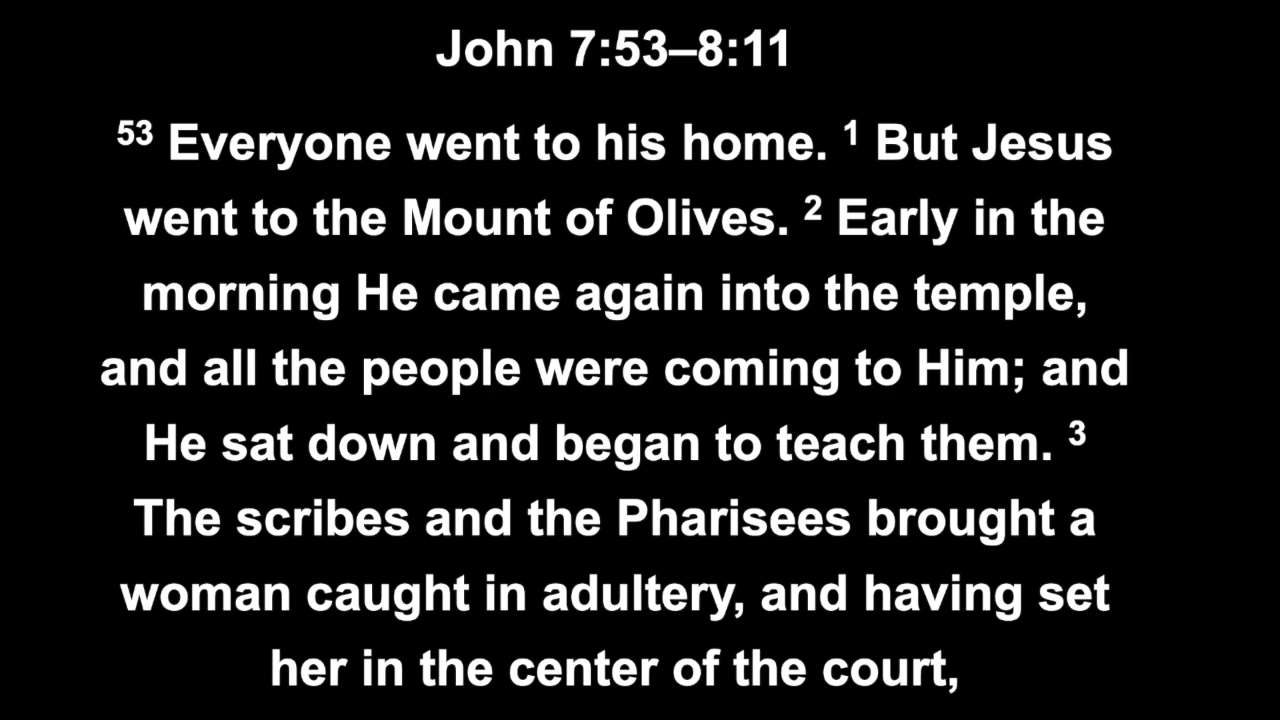 John 7:53–8:11
53 Everyone went to his home. 1 But Jesus
went to the Mount of Olives. 2 Early in the
morning He came again into the temple,
and all the people were coming to Him; and
He sat down and began to teach them. 3
The scribes and the Pharisees brought a
woman caught in adultery, and having set
her in the center of the court,